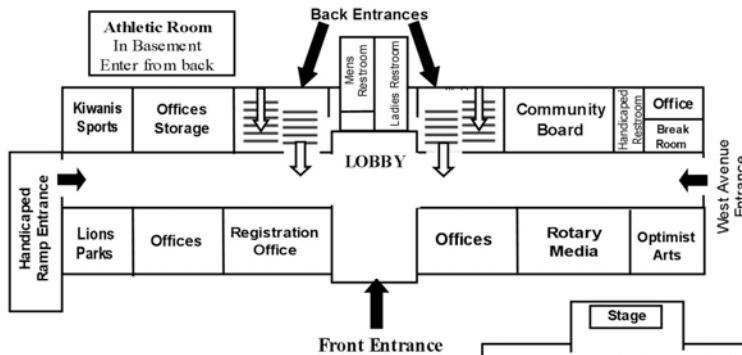 Athletic Room
In Basement
Enter from back
Back Entrances
Mens
Restroom
Ladies Restroom
Kiwanis
Sports
Offices
Storage
Community
Board
Handicaped
Restroom
Office
Break
Room
LOBBY
Handicaped
Ramp Entrance
West Avenue
Entrance
Lions
Parks
Offices
Registration
Office
Offices
Rotary
Media
Optimist
Arts
Front Entrance
Stage